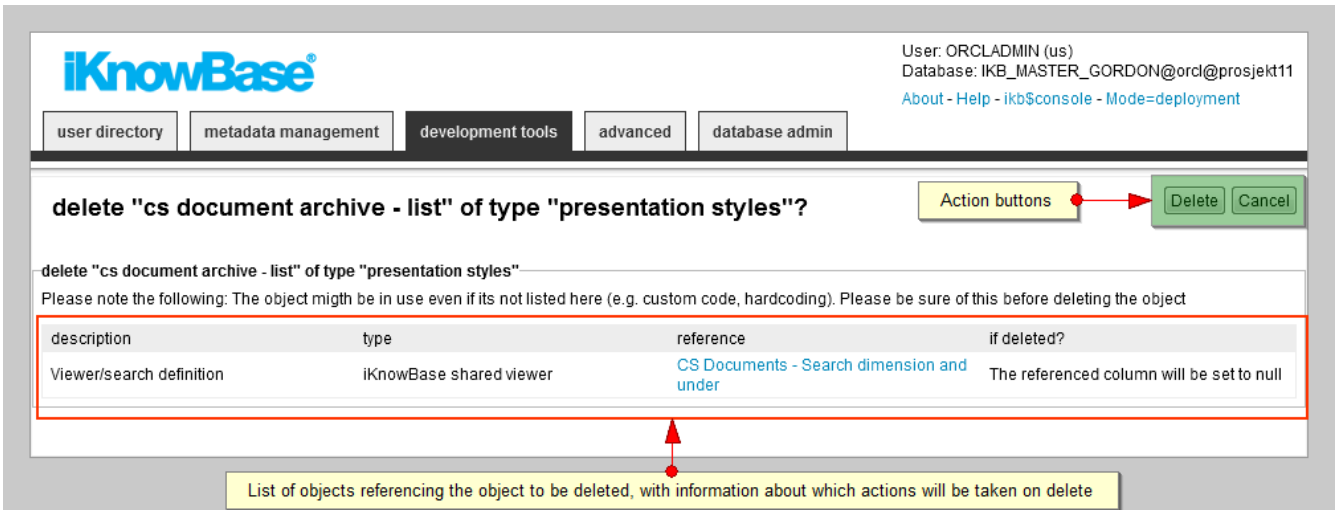 iKnowBase®
User: ORCLADMIN (us)
Database: IKB_MASTER_GORDON@orcl@prosjekt11
About - Help - ikb$console - Mode=deployment
user directory metadata management development tools advanced database admin
delete "cs document archive - list" of type "presentation styles"?
Action buttons
Delete Cancel
delete "cs document archive - list" of type "presentation styles"
Please note the following: The object migth be in use even if its not listed here (e.g. custom code, hardcoding). Please be sure of this before deleting the object
description type reference if deleted?
Viewer/search definition iKnowBase shared viewer CS Documents - Search dimension and The referenced column will be set to null
under
List of objects referencing the object to be deleted, with information about which actions will be taken on delete